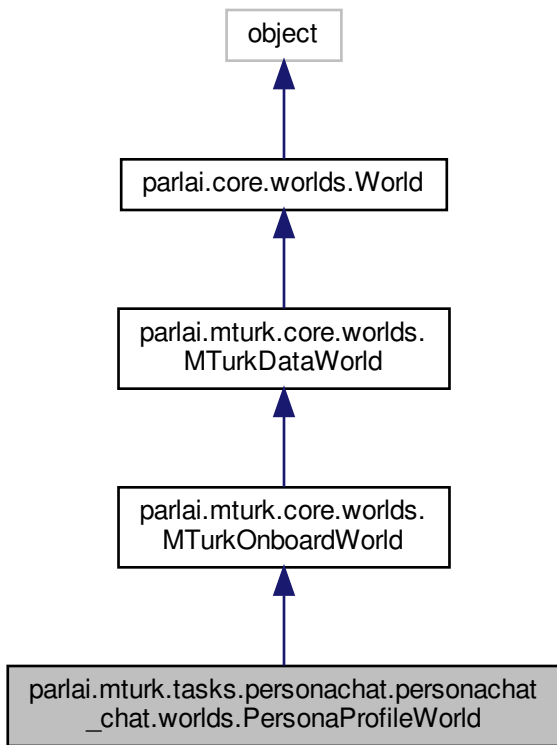 object
parlai.core.worlds.World
parlai.mturk.core.worlds.
MTurkDataWorld
parlai.mturk.core.worlds.
MTurkOnboardWorld
parlai.mturk.tasks.personachat.personachat
_chat.worlds.PersonaProfileWorld